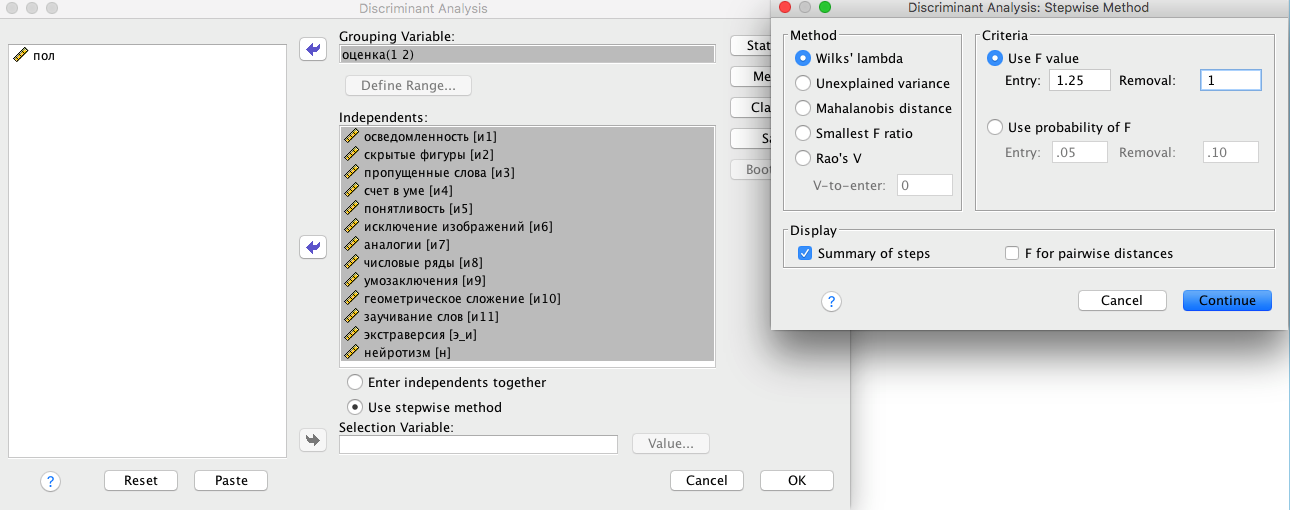 Discriminant Analysis
пол
Grouping Variable:
оценка(1 2)
Define Range...
Independents:
осведомленность [и1]
скрытые фигуры [и2]
пропущенные слова [и3]
счет в уме [и4]
понятливость [и5]
исключение изображений [и6]
аналогии [и7]
числовые ряды [и8]
умозаключения [и9]
геометрическое сложение [и10]
заучивание слов [и11]
экстраверсия [э_и]
нейротизм [н]
Enter independents together
Use stepwise method
Selection Variable:
Value...
Stat
Me
Cla
Sa
Boot
? Reset Paste Cancel OK
Discriminant Analysis: Stepwise Method
Method
Wilks' lambda
Unexplained variance
Mahalanobis distance
Smallest F ratio
Rao's V
V-to-enter: 0
Criteria
Use F value
Entry: 1.25 Removal: 1
Use probability of F
Entry: .05 Removal: .10
Display
Summary of steps F for pairwise distances
? Cancel Continue